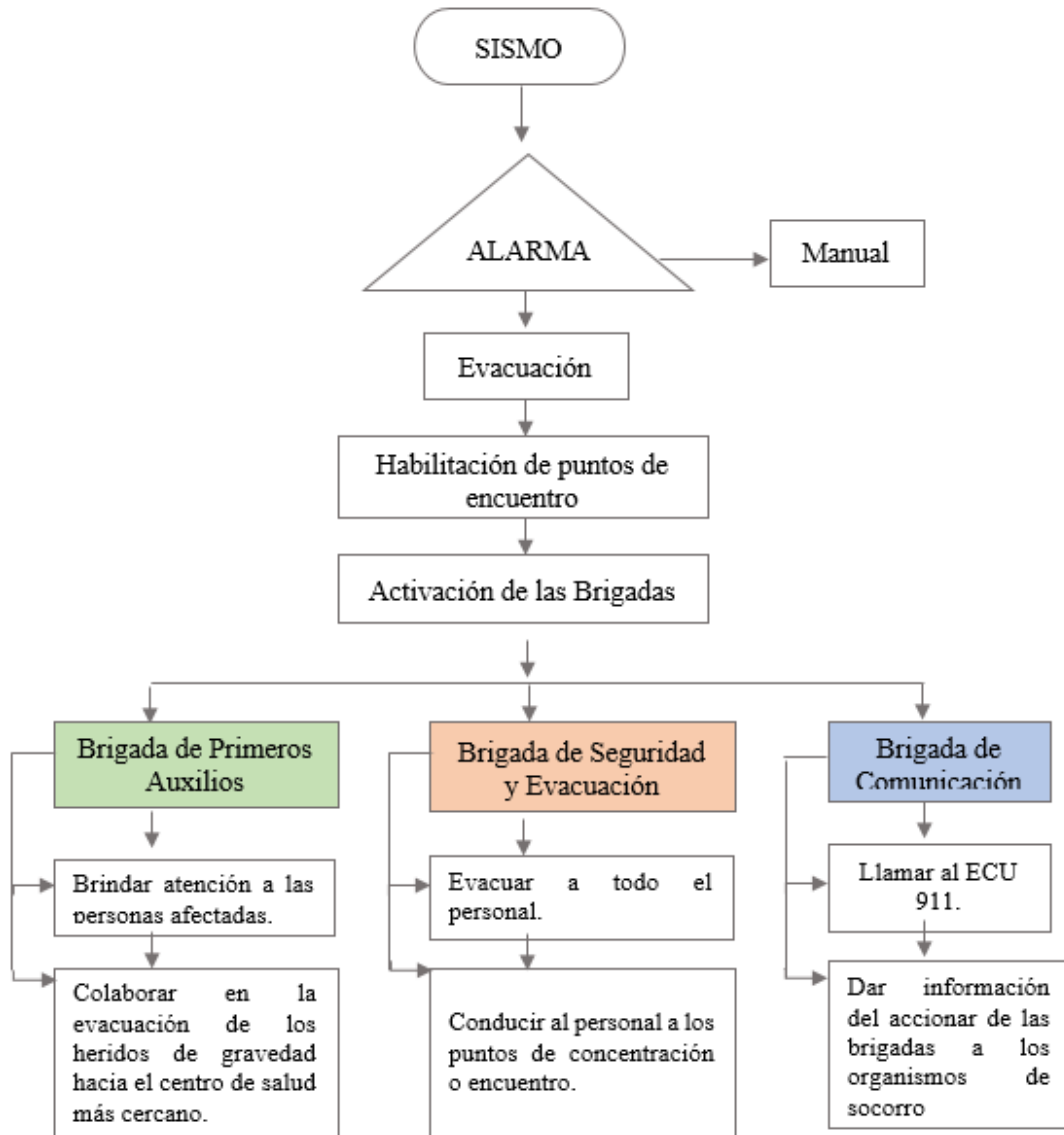 SISMO
ALARMA
Manual
Evacuación
Habilitación de puntos de
encuentro
Activación de las Brigadas
Brigada de Primeros
Auxilios
Brigada de Seguridad
y Evacuación
Brigada de
Comunicación
Brindar atención a las
personas afectadas.
Evacuar a todo el
personal.
Llamar al ECU
911.
Colaborar en la
evacuación de los
heridos de gravedad
hacia el centro de salud
más cercano.
Conducir al personal a los
puntos de concentración
o encuentro.
Dar información
del accionar de las
brigadas a los
organismos de
socorro